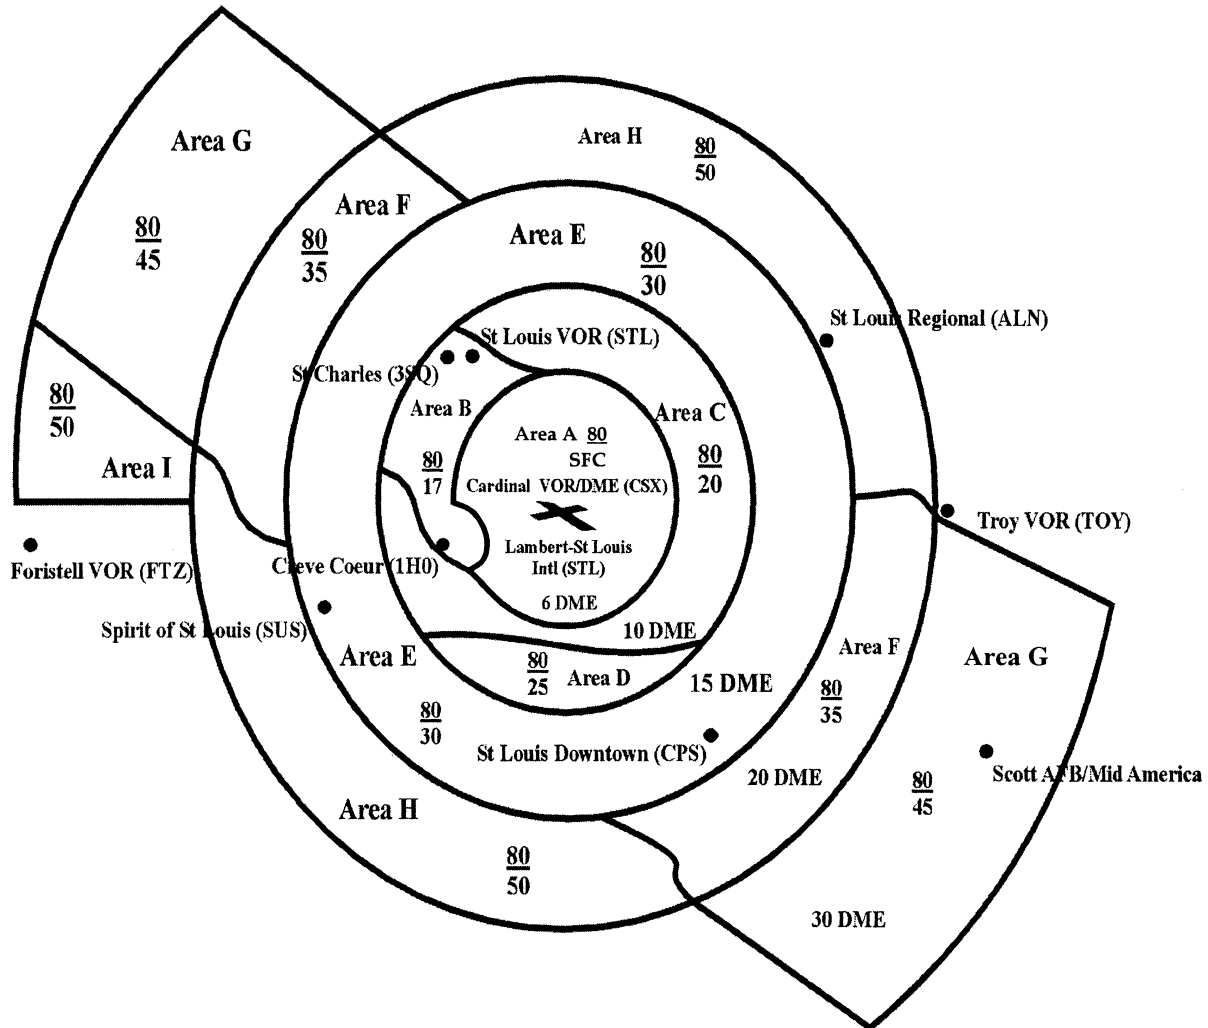 Area G
Area H
80
50
80
45
Area F
80
35
Area E
80
30
St Louis Regional (ALN)
St Louis VOR (STL)
St Charles (3SQ)
80
50
Area B
Area C
Area A 80
SFC
80
17
80
20
Area I
Cardinal VOR/DME (CSX)
Troy VOR (TOY)
Lambert-St Louis
Intl (STL)
Foristell VOR (FTZ)
Creve Coeur (1H0)
6 DME
Spirit of St Louis (SUS)
10 DME
Area E
80
25
Area D
15 DME
Area F
80
35
Area G
80
30
St Louis Downtown (CPS)
20 DME
Scott AFB/Mid America
80
45
Area H
80
50
30 DME